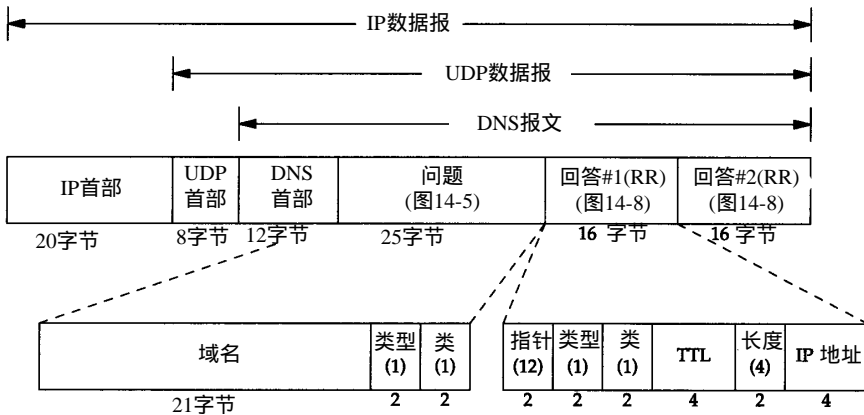 IP数据报
UDP数据报
DNS报文
IP首部
UDP
首部
DNS
首部
问题
(图14-5)
回答#1(RR)
(图14-8)
回答#2(RR)
(图14-8)
20字节
8字节
12字节
25字节
16 字节
16 字节
域名
类型
(1)
类
(1)
指针
(12)
类型
(1)
类
(1)
TTL
长度
(4)
IP 地址
21字节
2
2
2
2
2
4
2
4